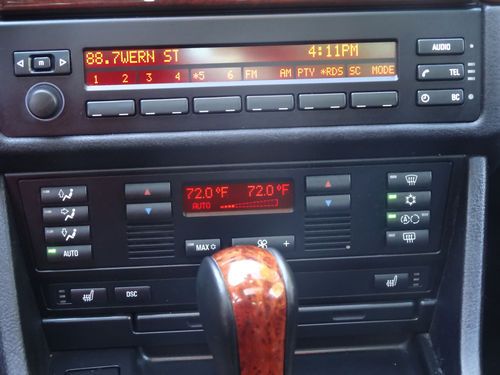 88.7WERN ST 4:11PM
1 2 3 4 *5 6 FM AM PTY *RDS SC MODE
AUDIO
TEL
BC
m
72.0 °F 72.0 °F
AUTO
AUTO
MAX
A
DSC